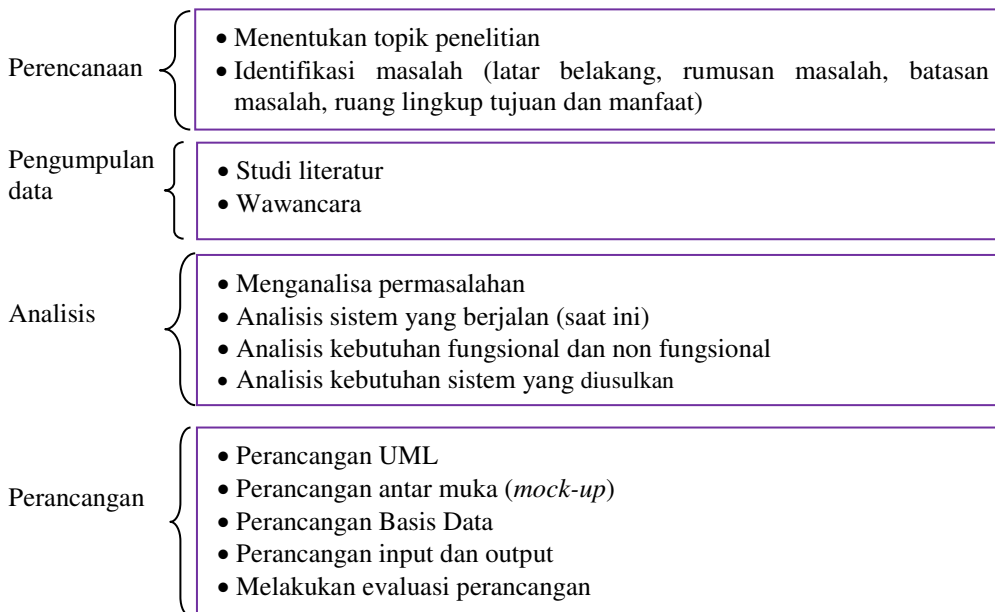 Perencanaan
• Menentukan topik penelitian
• Identifikasi masalah (latar belakang, rumusan masalah, batasan
masalah, ruang lingkup tujuan dan manfaat)
Pengumpulan
data
• Studi literatur
• Wawancara
Analisis
• Menganalisa permasalahan
• Analisis sistem yang berjalan (saat ini)
• Analisis kebutuhan fungsional dan non fungsional
• Analisis kebutuhan sistem yang diusulkan
Perancangan
• Perancangan UML
• Perancangan antar muka (mock-up)
• Perancangan Basis Data
• Perancangan input dan output
• Melakukan evaluasi perancangan